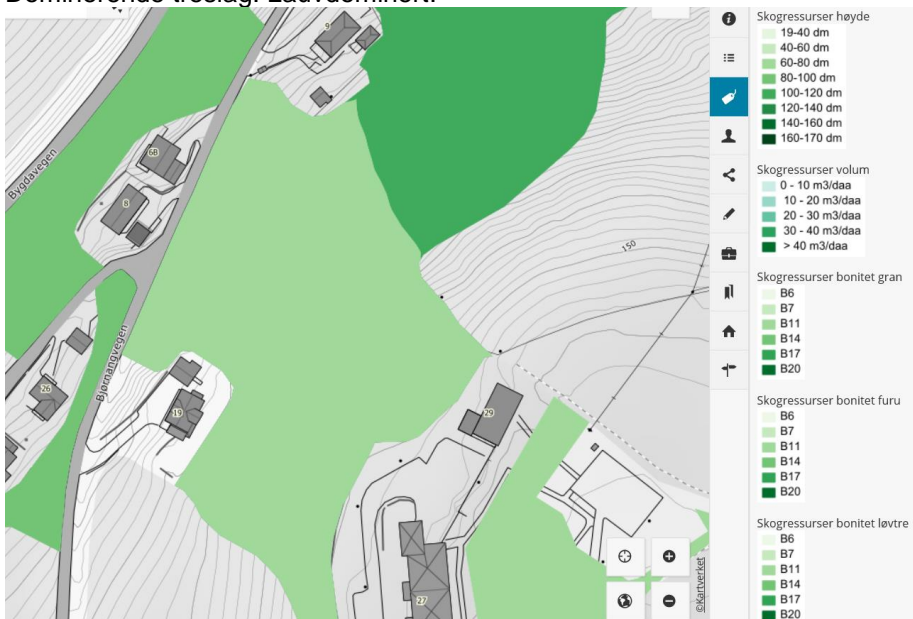 Dominerende treslag: Lauvdominert.
9
6B
8
Bygdavegen
Bjørnangvegen
26
19
150
29
27
©Kartverket
Skogressurser høyde
19-40 dm
40-60 dm
60-80 dm
80-100 dm
100-120 dm
120-140 dm
140-160 dm
160-170 dm
Skogressurser volum
0 - 10 m3/daa
10 - 20 m3/daa
20 - 30 m3/daa
30 - 40 m3/daa
> 40 m3/daa
Skogressurser bonitet gran
B6
B7
B11
B14
B17
B20
Skogressurser bonitet furu
B6
B7
B11
B14
B17
B20
Skogressurser bonitet løvtre
B6
B7
B11
B14
B17
B20